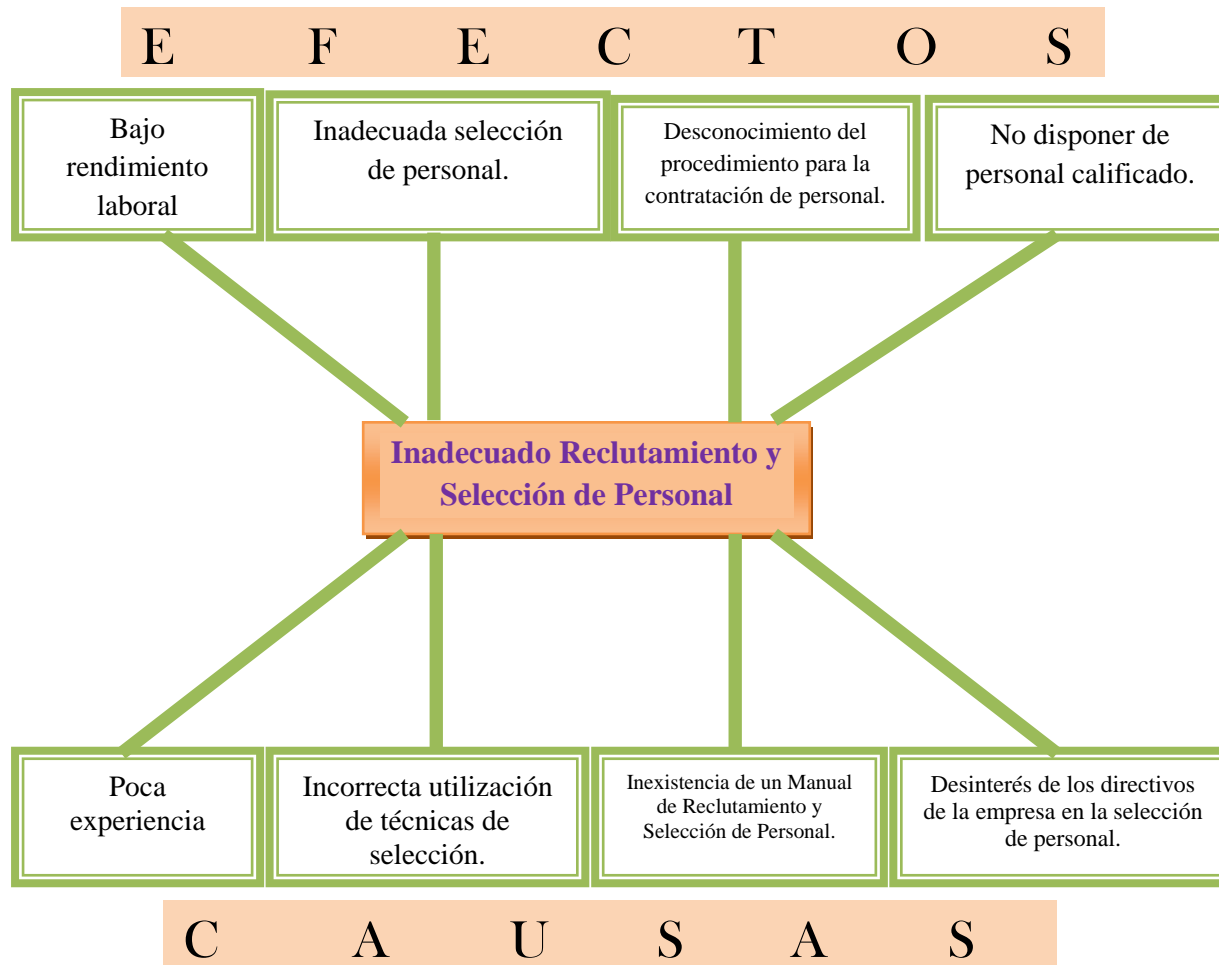 E F E C T O S
Bajo
rendimiento
laboral
Inadecuada selección
de personal.
Desconocimiento del
procedimiento para la
contratación de personal.
No disponer de
personal calificado.
Inadecuado Reclutamiento y
Selección de Personal
Poca
experiencia
Incorrecta utilización
de técnicas de
selección.
Inexistencia de un Manual
de Reclutamiento y
Selección de Personal.
Desinterés de los directivos
de la empresa en la selección
de personal.
C A U S A S